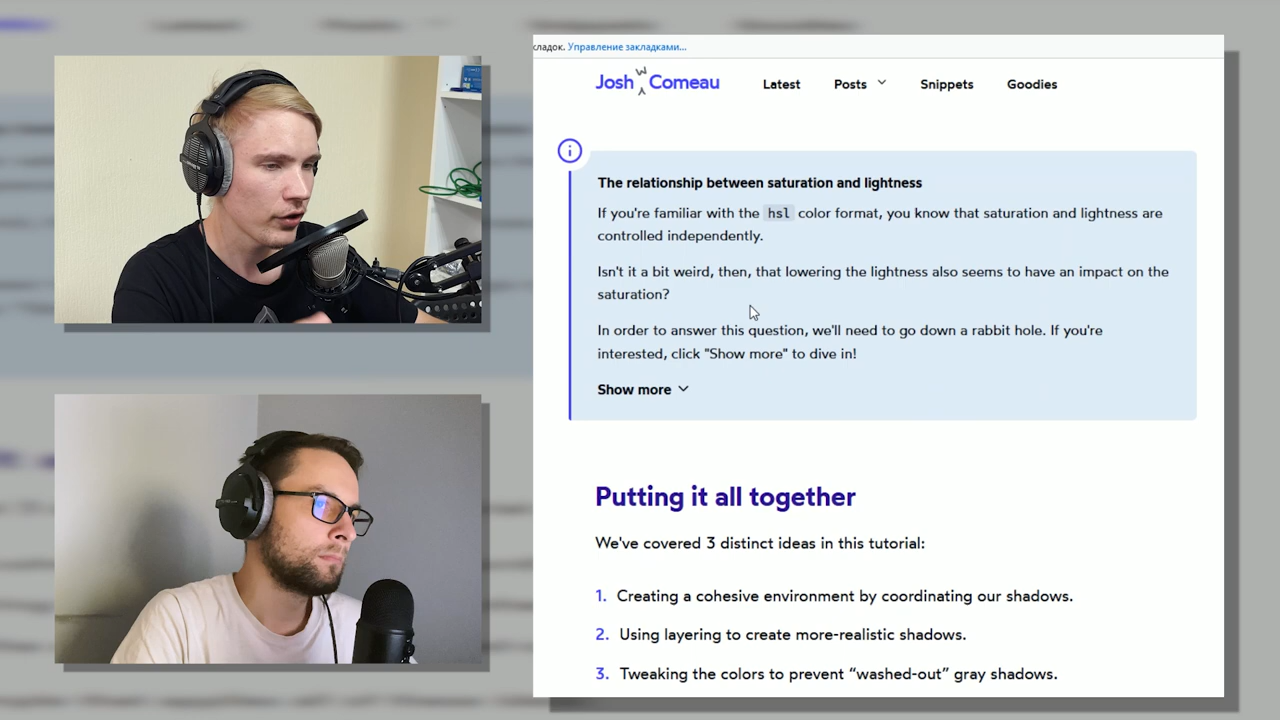 кладок. Управление закладками...
Josh W Comeau
Latest
Posts
Snippets
Goodies
The relationship between saturation and lightness
If you're familiar with the hsl color format, you know that saturation and lightness are
controlled independently.
Isn't it a bit weird, then, that lowering the lightness also seems to have an impact on the
saturation?
In order to answer this question, we'll need to go down a rabbit hole. If you're
interested, click "Show more" to dive in!
Show more
Putting it all together
We've covered 3 distinct ideas in this tutorial:
1. Creating a cohesive environment by coordinating our shadows.
2. Using layering to create more-realistic shadows.
3. Tweaking the colors to prevent “washed-out” gray shadows.